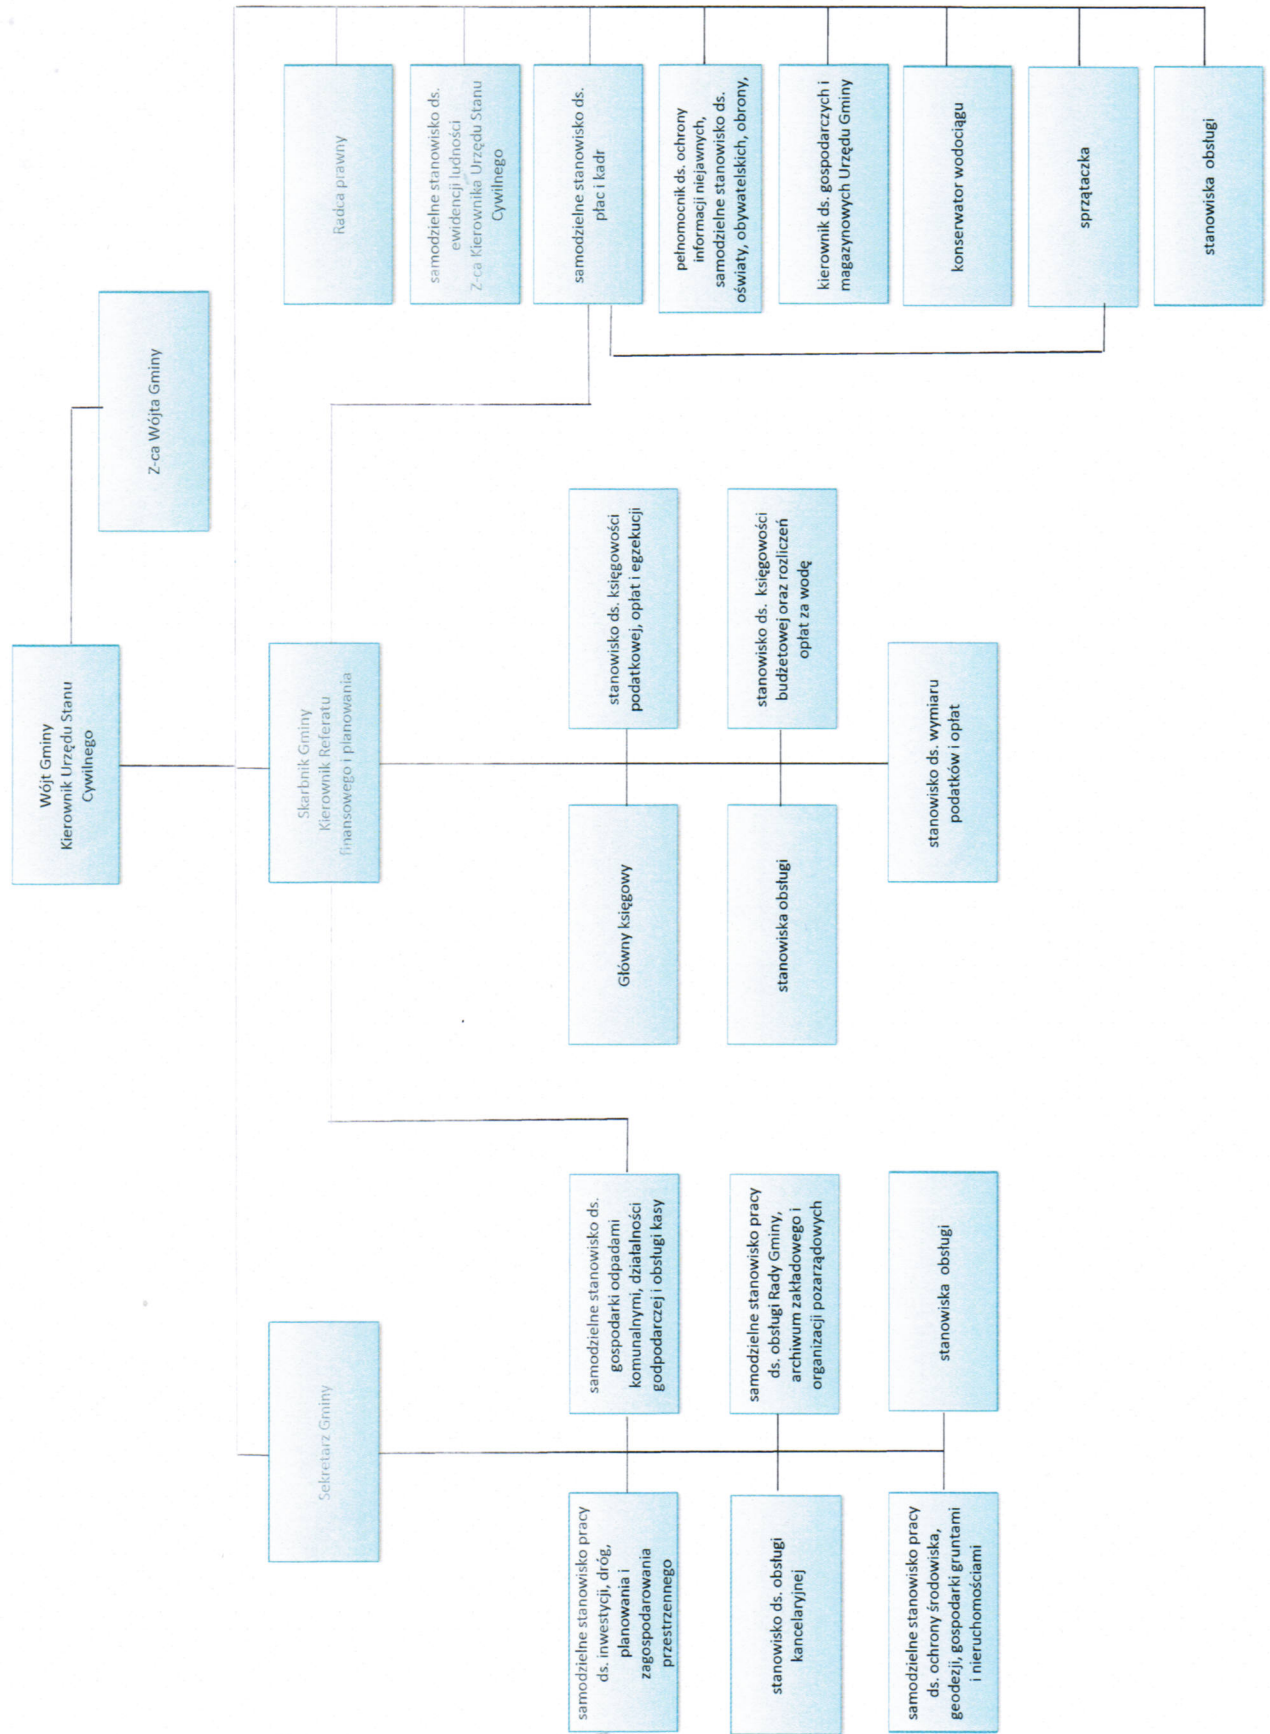 Wójt Gminy
Kierownik Urzędu Stanu
Cywilnego
Z-ca Wójta Gminy
Sekretarz Gminy
Skarbnik Gminy
Kierownik Referatu
finansowego i planowania
Radca prawny
samodzielne stanowisko ds.
ewidencji ludności
Z-ca Kierownika Urzędu Stanu
Cywilnego
samodzielne stanowisko ds.
płac i kadr
pełnomocnik ds. ochrony
informacji niejawnych,
samodzielne stanowisko ds.
oświaty, obywatelskich, obrony,
kierownik ds. gospodarczych i
magazynowych Urzędu Gminy
konserwator wodociągu
sprzątaczka
stanowiska obsługi
samodzielne stanowisko pracy
ds. inwestycji, dróg,
planowania i
zagospodarowania
przestrzennego
samodzielne stanowisko ds.
gospodarki odpadami
komunalnymi, działalności
godpodarczej i obsługi kasy
stanowisko ds. obsługi
kancelaryjnej
samodzielne stanowisko pracy
ds. obsługi Rady Gminy,
archiwum zakładowego i
organizacji pozarządowych
samodzielne stanowisko pracy
ds. ochrony środowiska,
geodezji, gospodarki gruntami
i nieruchomościami
stanowiska obsługi
Główny księgowy
stanowisko ds. księgowości
podatkowej, opłat i egzekucji
stanowiska obsługi
stanowisko ds. księgowości
budżetowej oraz rozliczeń
opłat za wodę
stanowisko ds. wymiaru
podatków i opłat